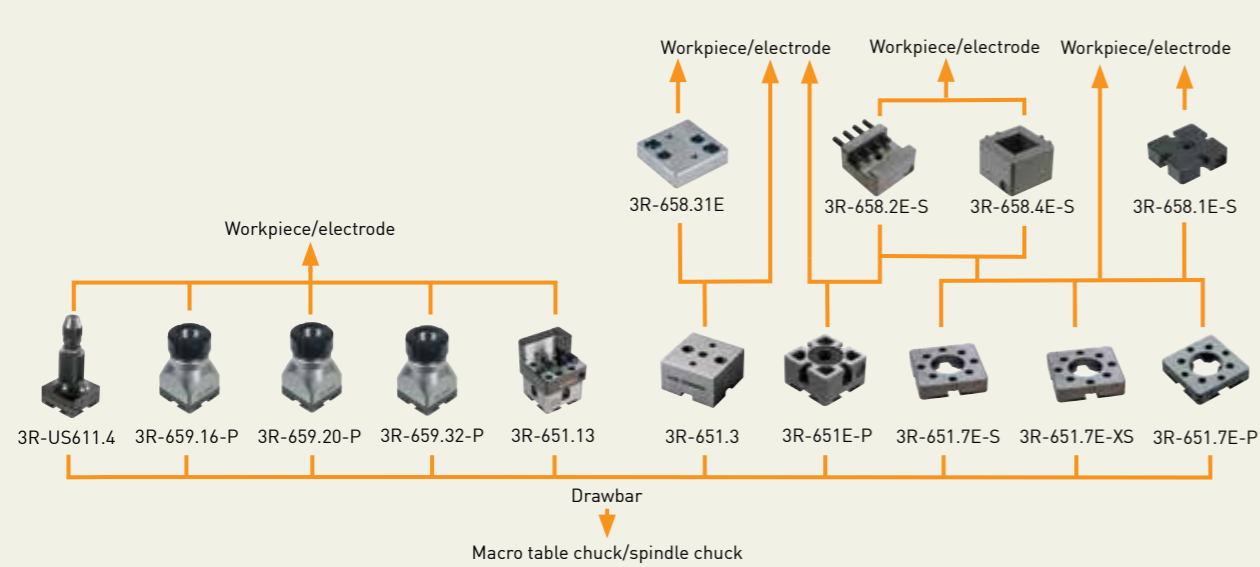 Workpiece/electrode
Workpiece/electrode
Workpiece/electrode
3R-658.31E
3R-658.2E-S
3R-658.4E-S
3R-658.1E-S
Workpiece/electrode
3R-US611.4
3R-659.16-P
3R-659.20-P
3R-659.32-P
3R-651.13
3R-651.3
3R-651E-P
3R-651.7E-S
3R-651.7E-XS
3R-651.7E-P
Drawbar
Macro table chuck/spindle chuck